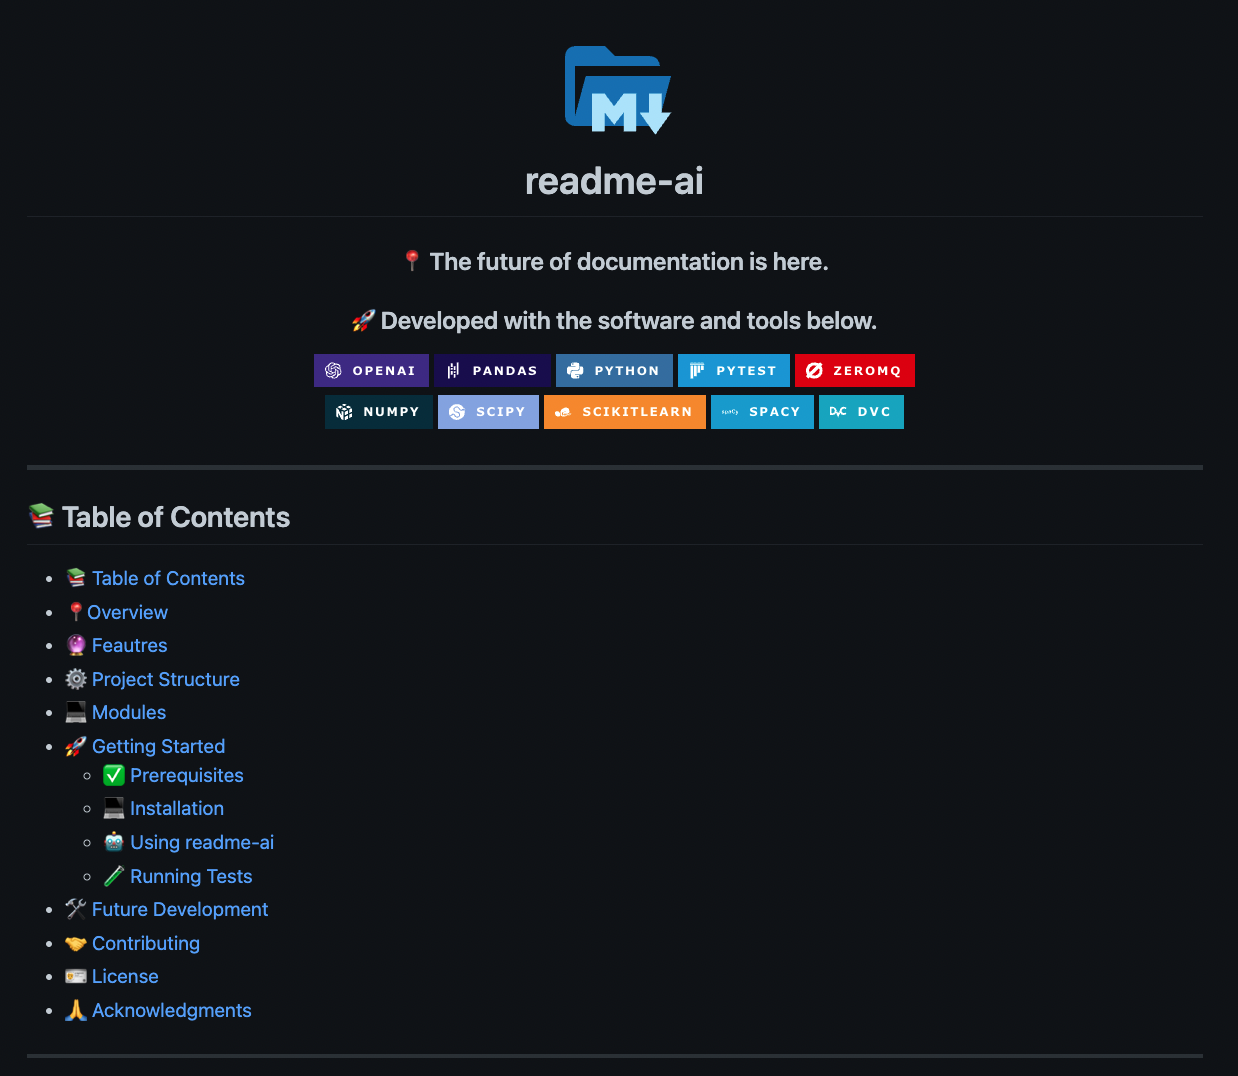 M
readme-ai
📍 The future of documentation is here.
🚀 Developed with the software and tools below.
OPENAI PANDAS PYTHON PYTEST ZEROMQ
NUMPY SCIPY SCIKITLEARN spaCy SPACY DVC DVC
📚 Table of Contents
• 📚 Table of Contents
• 📍Overview
• 🔮 Feautres
• ⚙️ Project Structure
• 💻 Modules
• 🚀 Getting Started
◦ ✅ Prerequisites
◦ 💻 Installation
◦ 🤖 Using readme-ai
◦ 🧪 Running Tests
• 🛠 Future Development
• 🤝 Contributing
• 🪪 License
• 🙏 Acknowledgments